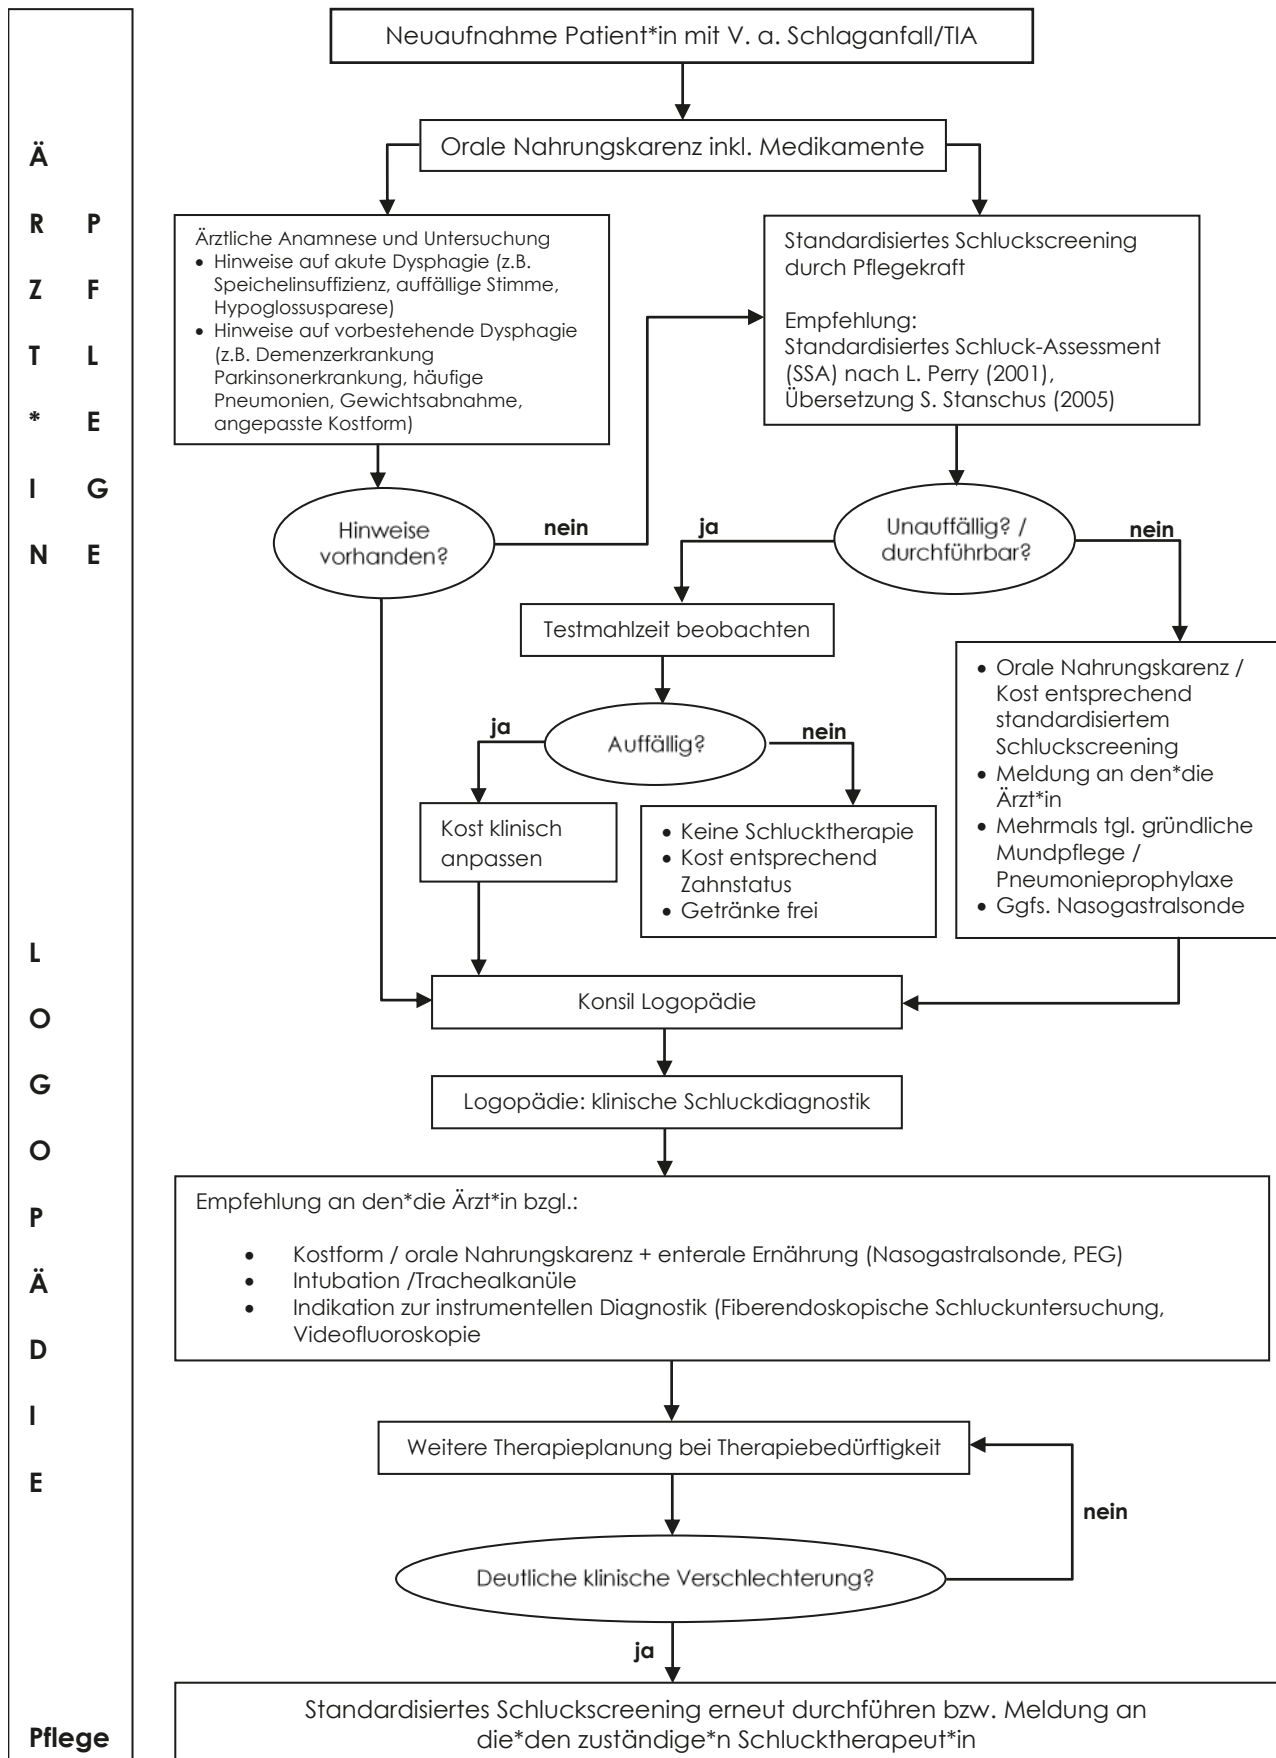 Neuaufnahme Patient*in mit V. a. Schlaganfall/TIA
Orale Nahrungskarenz inkl. Medikamente
Ä
R
Z
T
*
I
N
P
F
L
E
G
E
Ärztliche Anamnese und Untersuchung
• Hinweise auf akute Dysphagie (z.B.
Speichelinsuffizienz, auffällige Stimme,
Hypoglossusparese)
• Hinweise auf vorbestehende Dysphagie
(z.B. Demenzerkrankung
Parkinsonerkrankung, häufige
Pneumonien, Gewichtsabnahme,
angepasste Kostform)
Standardisiertes Schluckscreening
durch Pflegekraft
Empfehlung:
Standardisiertes Schluck-Assessment
(SSA) nach L. Perry (2001),
Übersetzung S. Stanschus (2005)
Hinweise
vorhanden?
nein
Unauffällig? /
durchführbar?
ja
nein
Testmahlzeit beobachten
Auffällig?
ja
nein
Kost klinisch
anpassen
• Keine Schlucktherapie
• Kost entsprechend
Zahnstatus
• Getränke frei
• Orale Nahrungskarenz /
Kost entsprechend
standardisiertem
Schluckscreening
• Meldung an den*die
Ärzt*in
• Mehrmals tgl. gründliche
Mundpflege /
Pneumonieprophylaxe
• Ggfs. Nasogastralsonde
L
O
G
O
P
Ä
D
I
E
Konsil Logopädie
Logopädie: klinische Schluckdiagnostik
Empfehlung an den*die Ärzt*in bzgl.:
• Kostform / orale Nahrungskarenz + enterale Ernährung (Nasogastralsonde, PEG)
• Intubation /Trachealkanüle
• Indikation zur instrumentellen Diagnostik (Fiberendoskopische Schluckuntersuchung,
Videofluoroskopie
Weitere Therapieplanung bei Therapiebedürftigkeit
nein
Deutliche klinische Verschlechterung?
ja
Pflege
Standardisiertes Schluckscreening erneut durchführen bzw. Meldung an
die*den zuständige*n Schlucktherapeut*in